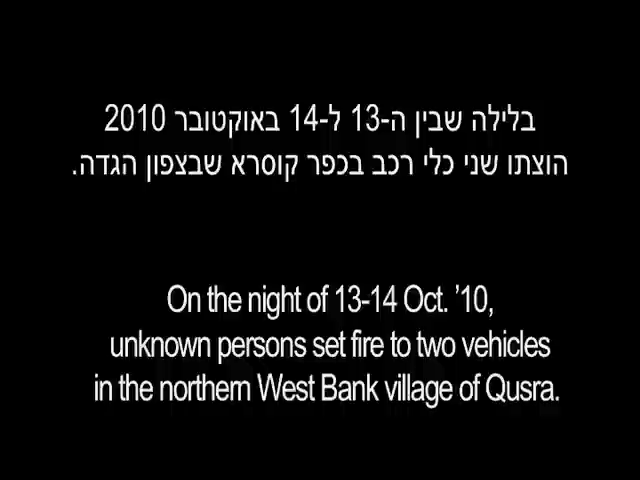 בלילה שבין ה-13 ל-14 באוקטובר 2010
הוצתו שני כלי רכב בכפר קוסרא שבצפון הגדה.
On the night of 13-14 Oct. ’10,
unknown persons set fire to two vehicles
in the northern West Bank village of Qusra.